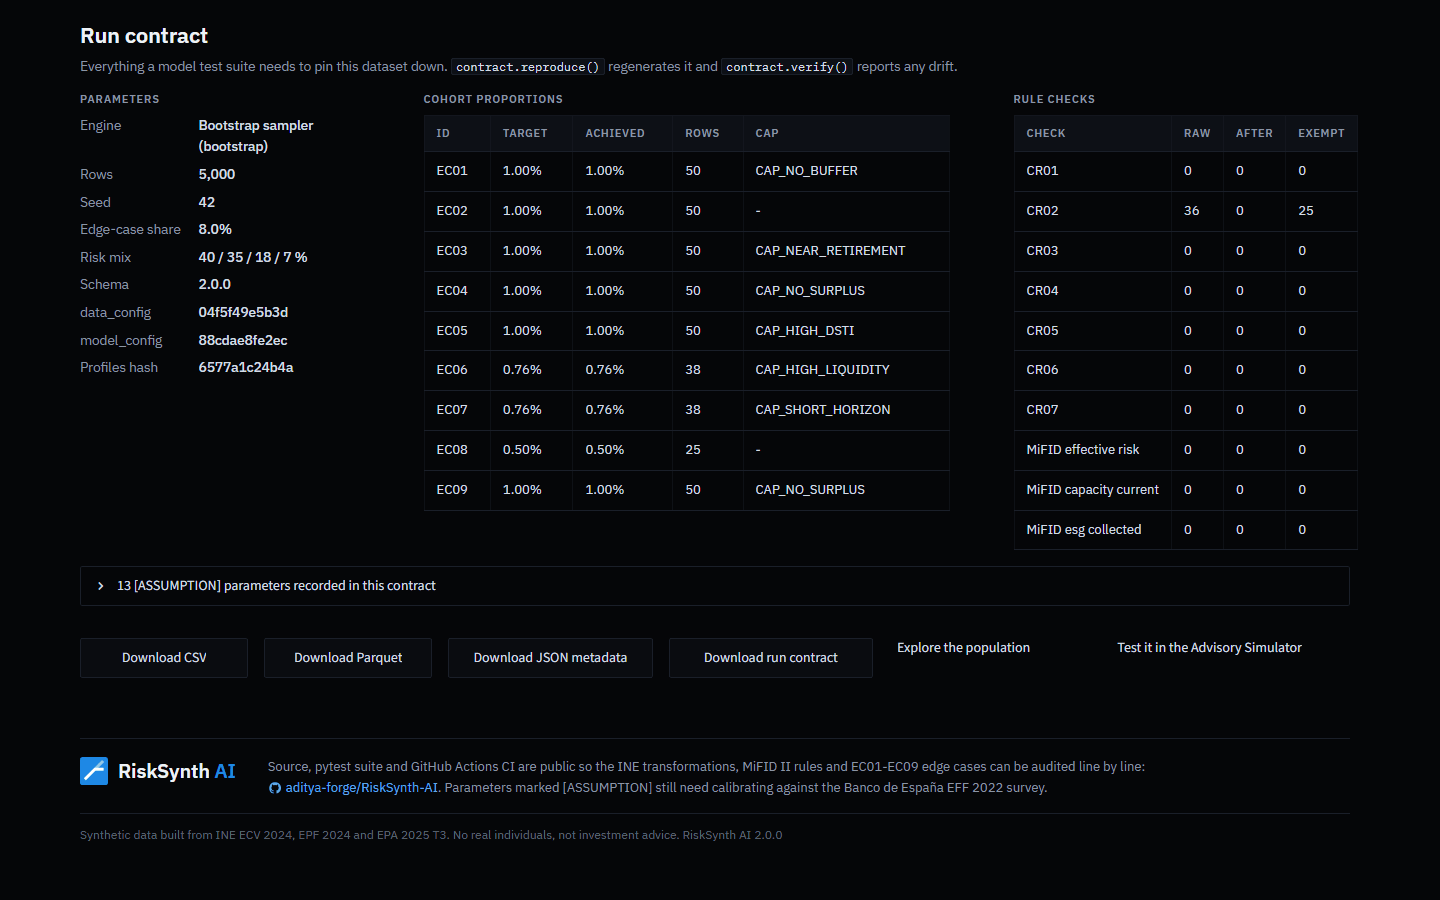 Run contract
Everything a model test suite needs to pin this dataset down. contract.reproduce() regenerates it and contract.verify() reports any drift.
PARAMETERS
Engine Bootstrap sampler
(bootstrap)
Rows 5,000
Seed 42
Edge-case share 8.0%
Risk mix 40 / 35 / 18 / 7 %
Schema 2.0.0
data_config 04f5f49e5b3d
model_config 88cdae8fe2ec
Profiles hash 6577a1c24b4a
COHORT PROPORTIONS
ID TARGET ACHIEVED ROWS CAP
EC01 1.00% 1.00% 50 CAP_NO_BUFFER
EC02 1.00% 1.00% 50 -
EC03 1.00% 1.00% 50 CAP_NEAR_RETIREMENT
EC04 1.00% 1.00% 50 CAP_NO_SURPLUS
EC05 1.00% 1.00% 50 CAP_HIGH_DSTI
EC06 0.76% 0.76% 38 CAP_HIGH_LIQUIDITY
EC07 0.76% 0.76% 38 CAP_SHORT_HORIZON
EC08 0.50% 0.50% 25 -
EC09 1.00% 1.00% 50 CAP_NO_SURPLUS
RULE CHECKS
CHECK RAW AFTER EXEMPT
CR01 0 0 0
CR02 36 0 25
CR03 0 0 0
CR04 0 0 0
CR05 0 0 0
CR06 0 0 0
CR07 0 0 0
MiFID effective risk 0 0 0
MiFID capacity current 0 0 0
MiFID esg collected 0 0 0
13 [ASSUMPTION] parameters recorded in this contract
Download CSV
Download Parquet
Download JSON metadata
Download run contract
Explore the population
Test it in the Advisory Simulator
RiskSynth AI
Source, pytest suite and GitHub Actions CI are public so the INE transformations, MiFID II rules and EC01-EC09 edge cases can be audited line by line:
aditya-forge/RiskSynth-AI. Parameters marked [ASSUMPTION] still need calibrating against the Banco de España EFF 2022 survey.
Synthetic data built from INE ECV 2024, EPF 2024 and EPA 2025 T3. No real individuals, not investment advice. RiskSynth AI 2.0.0